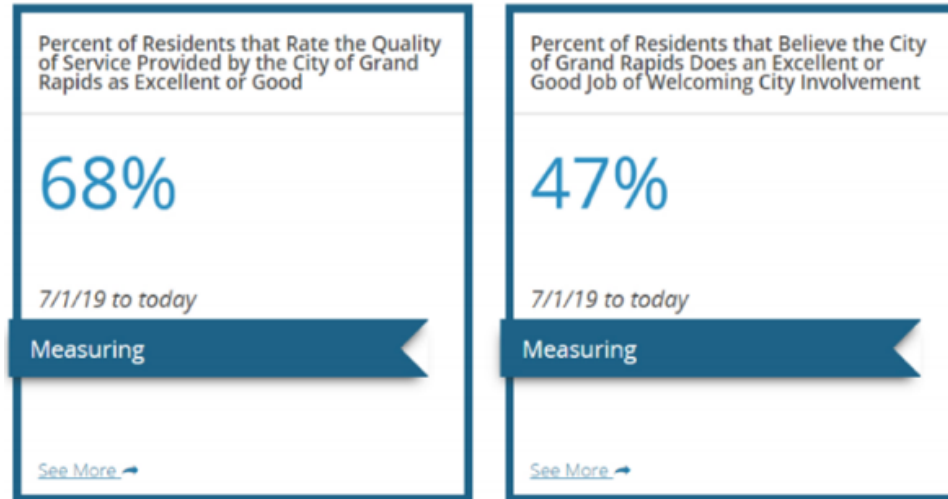 Percent of Residents that Rate the Quality
of Service Provided by the City of Grand
Rapids as Excellent or Good
68%
7/1/19 to today
Measuring
See More
Percent of Residents that Believe the City
of Grand Rapids Does an Excellent or
Good Job of Welcoming City Involvement
47%
7/1/19 to today
Measuring
See More